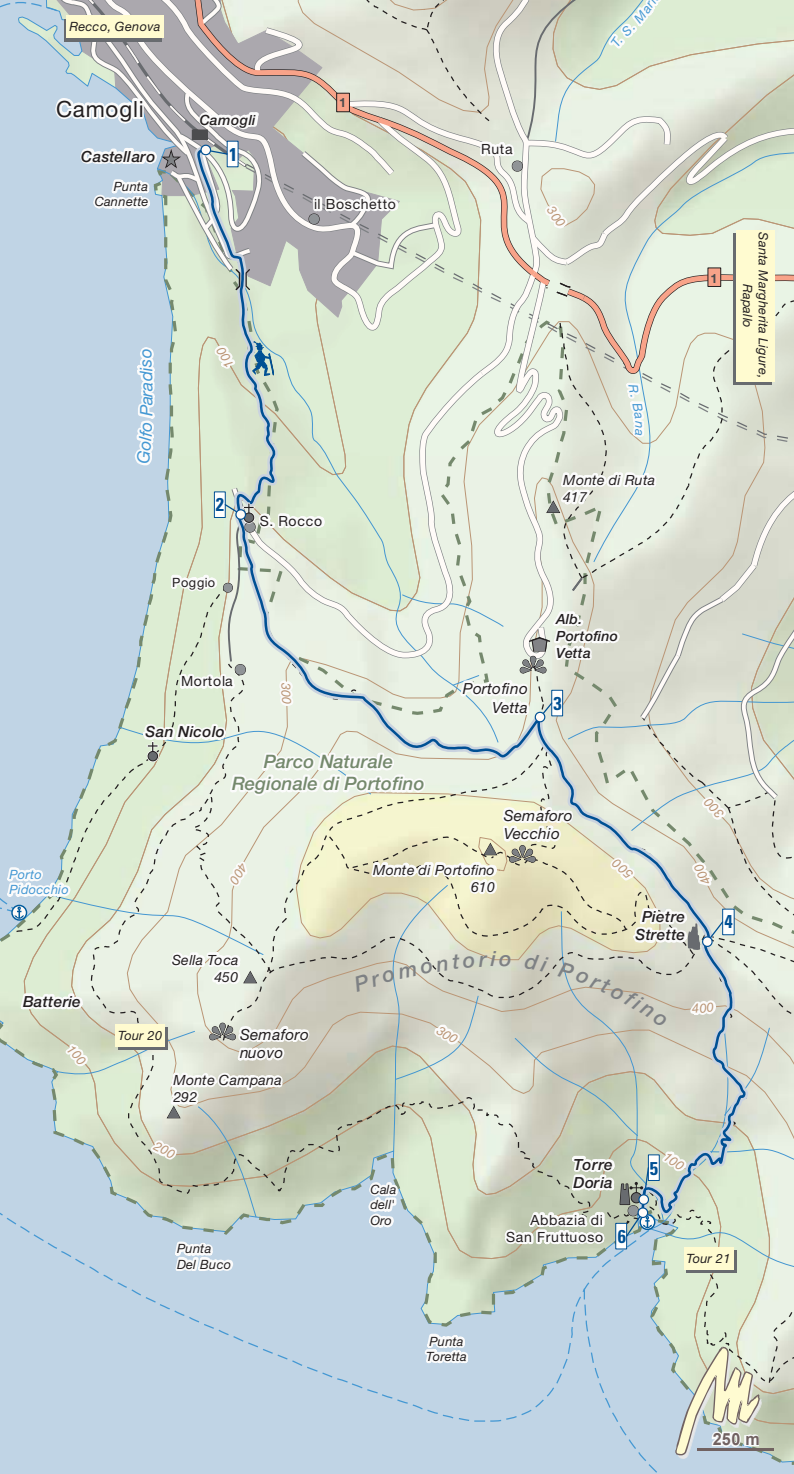 Recco, Genova
T. S. Mari
Camogli
1
Camogli
Castellaro
1
Ruta
Punta
Cannette
il Boschetto
300
Santa Margherita Ligure,
Rapallo
1
Golfo Paradiso
100
R. Bana
Monte di Ruta
417
2
S. Rocco
Poggio
Alb.
Portofino
Vetta
Mortola
300
Portofino
Vetta
3
San Nicolo
Parco Naturale
Regionale di Portofino
300
Semaforo
Vecchio
Monte di Portofino
610
500
400
400
Porto
Pidocchio
Pietre
Strette
4
Sella Toca
450
Promontorio di Portofino
Batterie
400
Tour 20
Semaforo
nuovo
300
100
Monte Campana
292
200
Torre
Doria
5
100
Cala
dell'
Oro
Abbazia di
San Fruttuoso
6
Punta
Del Buco
Tour 21
Punta
Toretta
250 m